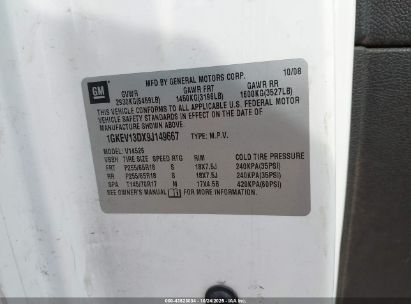 GM
MFD BY GENERAL MOTORS CORP. 10/08
GVWR GAWR FRT GAWR RR
2930KG(6459LB) 1450KG(3196LB) 1600KG(3527LB)
THIS VEHICLE CONFORMS TO ALL APPLICABLE U.S. FEDERAL MOTOR
VEHICLE SAFETY STANDARDS IN EFFECT ON THE DATE OF
MANUFACTURE SHOWN ABOVE.
1GKEV13DX9J149667 TYPE: M.P.V.
MODEL: V14526
VSBH TIRE SIZE SPEED RTG RIM COLD TIRE PRESSURE
FRT P255/65R18 S 18X7.5J 240KPA(35PSI)
RR P255/65R18 S 18X7.5J 240KPA(35PSI)
SPA T145/70R17 M 17X4.5B 420KPA(60PSI)
SEE OWNER'S MANUAL FOR MORE INFORMATION.